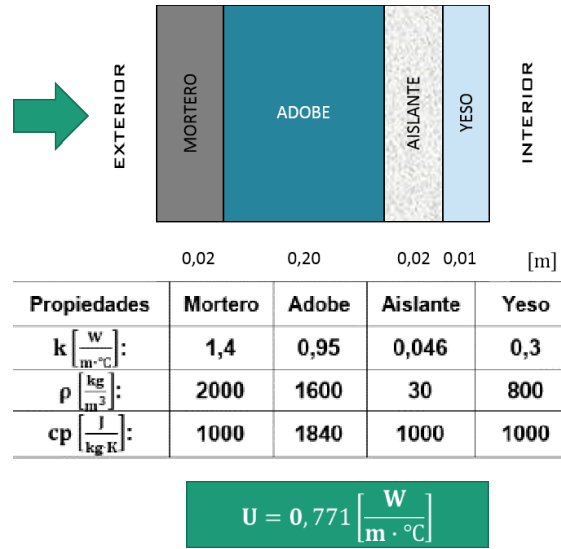 EXTERIOR MORTERO ADOBE AISLANTE YESO INTERIOR
0,02 0,20 0,02 0,01 [m]
Propiedades Mortero Adobe Aislante Yeso
k [W/m·°C]: 1,4 0,95 0,046 0,3
ρ [kg/m³]: 2000 1600 30 800
cp [J/kg·K]: 1000 1840 1000 1000
U = 0,771 [W/m·°C]